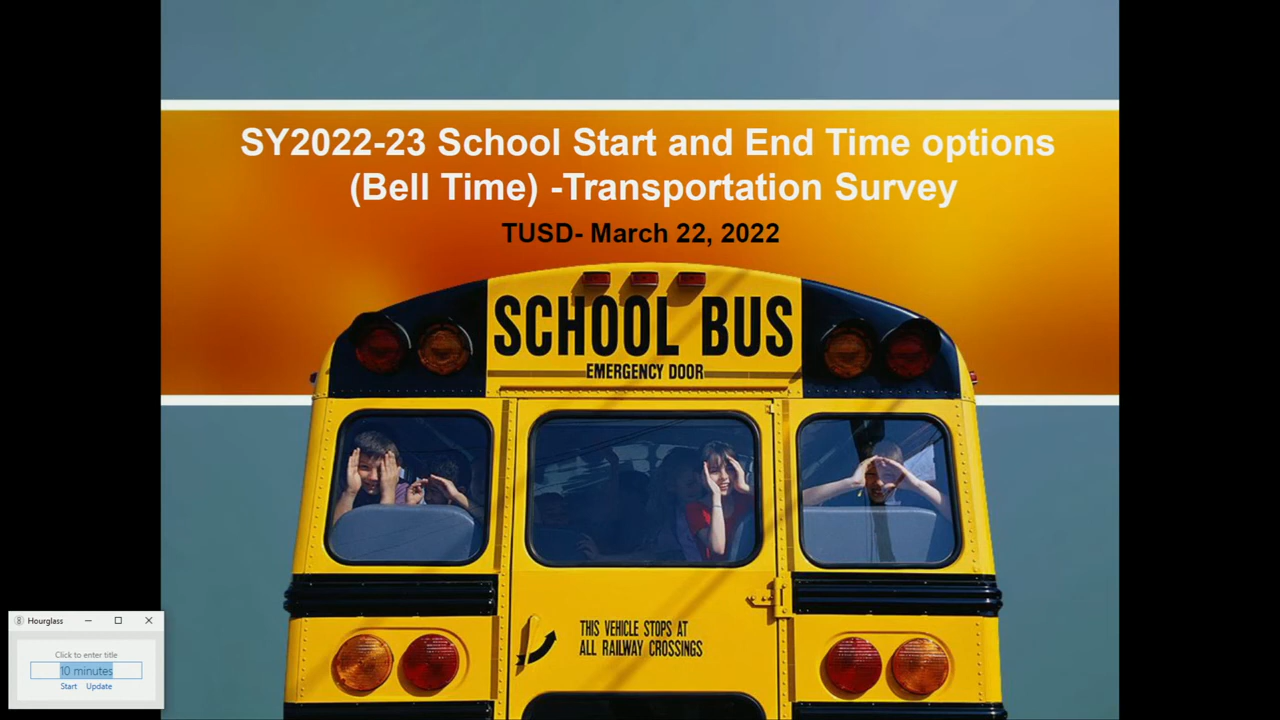 SY2022-23 School Start and End Time options
(Bell Time) -Transportation Survey
TUSD- March 22, 2022
SCHOOL BUS
EMERGENCY DOOR
THIS VEHICLE STOPS AT
ALL RAILWAY CROSSINGS
Hourglass
Click to enter title
10 minutes
Start Update